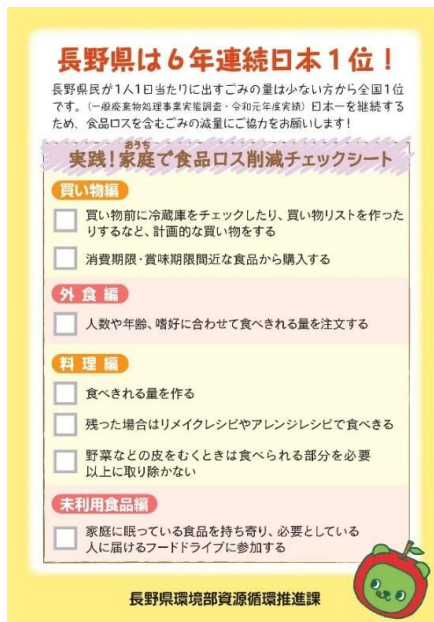 長野県は6年連続日本1位！
長野県民が1人1日当たりに出すごみの量は少ない方から全国1位
です。（一般廃棄物処理事業実態調査・令和元年度実績）日本一を継続する
ため、食品ロスを含むごみの減量にご協力をお願いします！
おうち
実践！家庭で食品ロス削減チェックシート
買い物編
買い物前に冷蔵庫をチェックしたり、買い物リストを作った
りするなど、計画的な買い物をする
消費期限・賞味期限間近な食品から購入する
外食編
人数や年齢、嗜好に合わせて食べきれる量を注文する
料理編
食べきれる量を作る
残った場合はリメイクレシピやアレンジレシピで食べきる
野菜などの皮をむくときは食べられる部分を必要
以上に取り除かない
未利用食品編
家庭に眠っている食品を持ち寄り、必要としている
人に届けるフードドライブに参加する
長野県環境部資源循環推進課